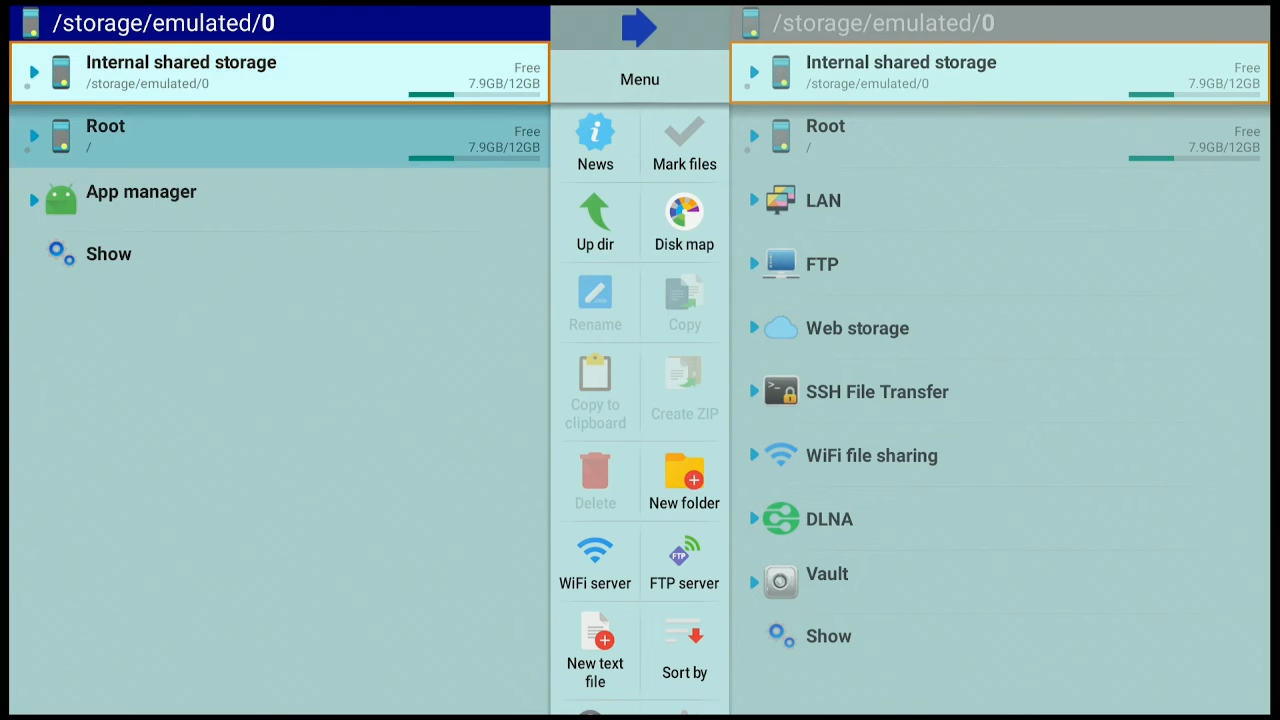 /storage/emulated/0
Internal shared storage
/storage/emulated/0
Free
7.9GB/12GB
Root
/
Free
7.9GB/12GB
App manager
Show
Menu
News
Mark files
Up dir
Disk map
Rename
Copy
Copy to
clipboard
Create ZIP
Delete
New folder
WiFi server
FTP
FTP server
New text
file
Sort by
/storage/emulated/0
Internal shared storage
/storage/emulated/0
Free
7.9GB/12GB
Root
/
Free
7.9GB/12GB
LAN
FTP
Web storage
SSH File Transfer
WiFi file sharing
DLNA
Vault
Show